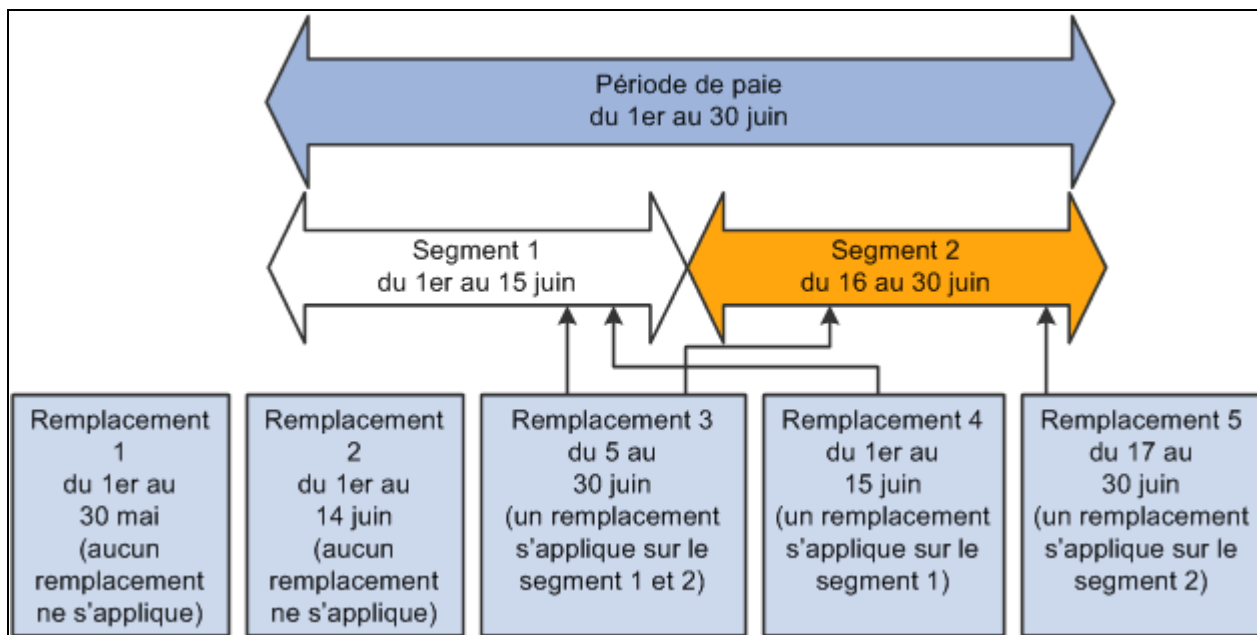 Période de paie
du 1er au 30 juin
Segment 1
du 1er au 15 juin
Segment 2
du 16 au 30 juin
Remplacement
1
du 1er au
30 mai
(aucun
remplacement
ne s'applique)
Remplacement
2
du 1er au
14 juin
(aucun
remplacement
ne s'applique)
Remplacement 3
du 5 au
30 juin
(un remplacement
s'applique sur le
segment 1 et 2)
Remplacement 4
du 1er au
15 juin
(un remplacement
s'applique sur le
segment 1)
Remplacement 5
du 17 au
30 juin
(un remplacement
s'applique sur le
segment 2)